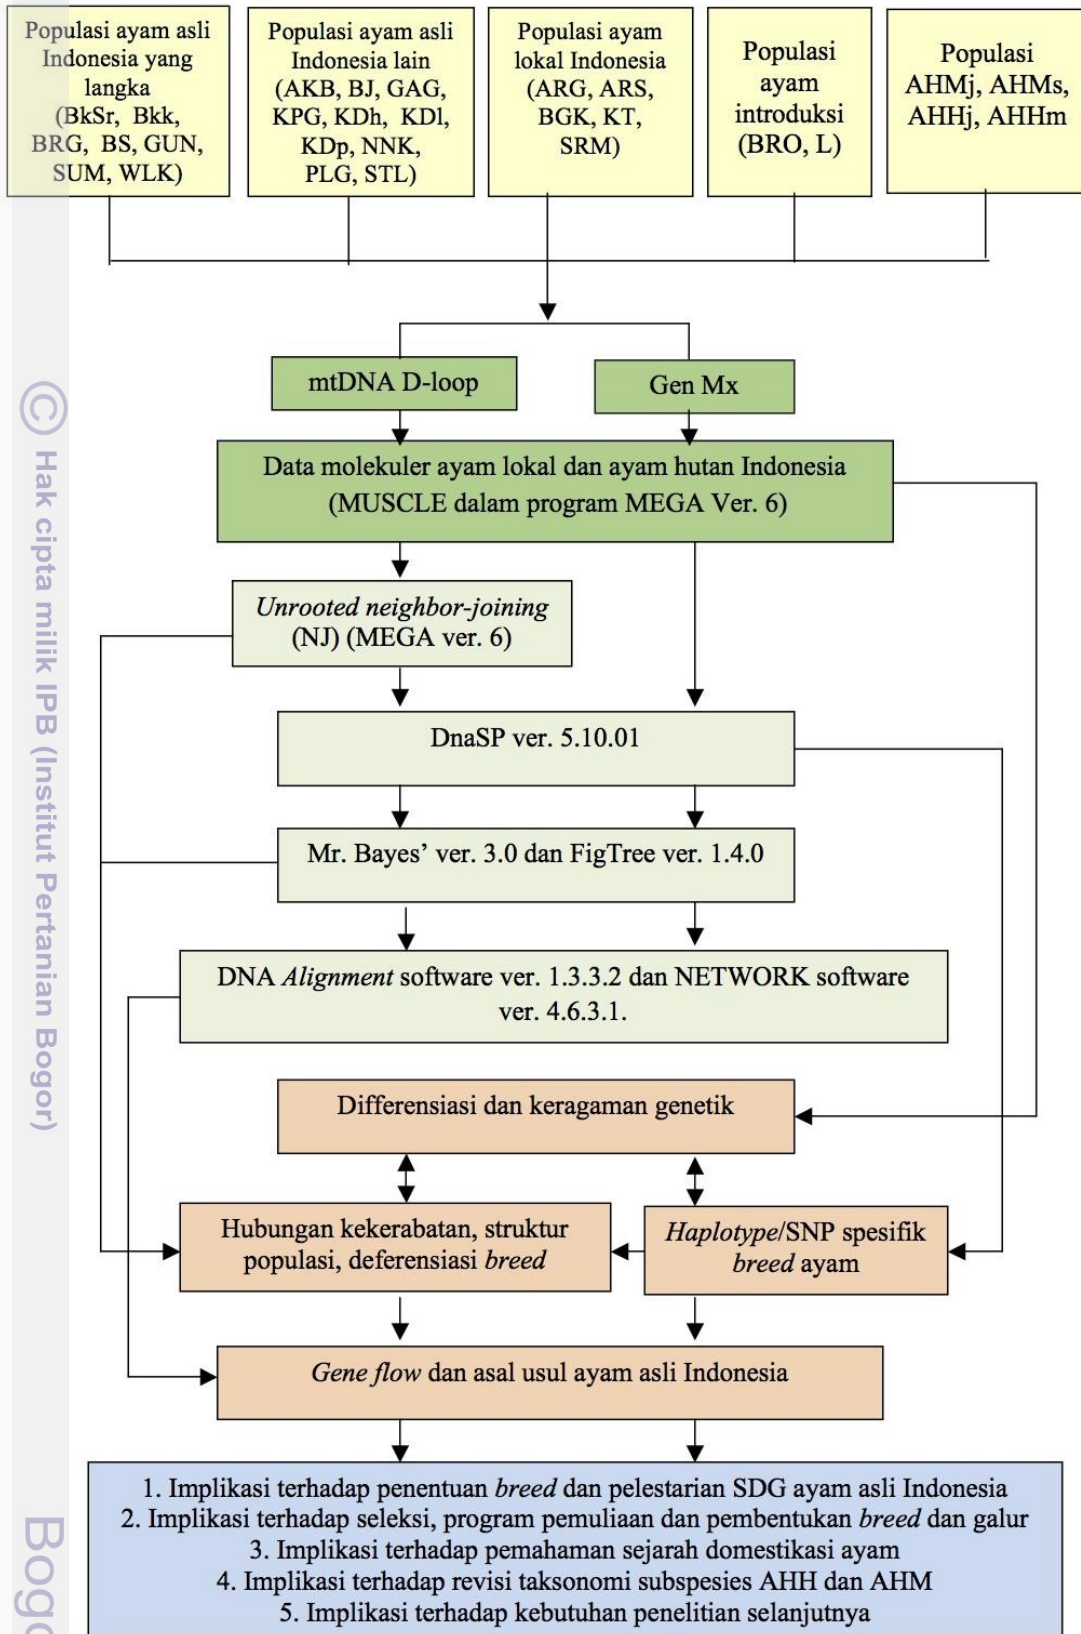 Populasi ayam asli
Indonesia yang
langka
(BkSr, Bkk,
BRG, BS, GUN,
SUM, WLK)
Populasi ayam asli
Indonesia lain
(AKB, BJ, GAG,
KPG, KDh, KDl,
KDp, NNK,
PLG, STL)
Populasi ayam
lokal Indonesia
(ARG, ARS,
BGK, KT,
SRM)
Populasi
ayam
introduksi
(BRO, L)
Populasi
AHMj, AHMs,
AHHj, AHHm
mtDNA D-loop
Gen Mx
Data molekuler ayam lokal dan ayam hutan Indonesia
(MUSCLE dalam program MEGA Ver. 6)
Unrooted neighbor-joining
(NJ) (MEGA ver. 6)
DnaSP ver. 5.10.01
Mr. Bayes’ ver. 3.0 dan FigTree ver. 1.4.0
DNA Alignment software ver. 1.3.3.2 dan NETWORK software
ver. 4.6.3.1.
Differensiasi dan keragaman genetik
Hubungan kekerabatan, struktur
populasi, deferensiasi breed
Haplotype/SNP spesifik
breed ayam
Gene flow dan asal usul ayam asli Indonesia
1. Implikasi terhadap penentuan breed dan pelestarian SDG ayam asli Indonesia
2. Implikasi terhadap seleksi, program pemuliaan dan pembentukan breed dan galur
3. Implikasi terhadap pemahaman sejarah domestikasi ayam
4. Implikasi terhadap revisi taksonomi subspesies AHH dan AHM
5. Implikasi terhadap kebutuhan penelitian selanjutnya
© Hak cipta milik IPB (Institut Pertanian Bogor)